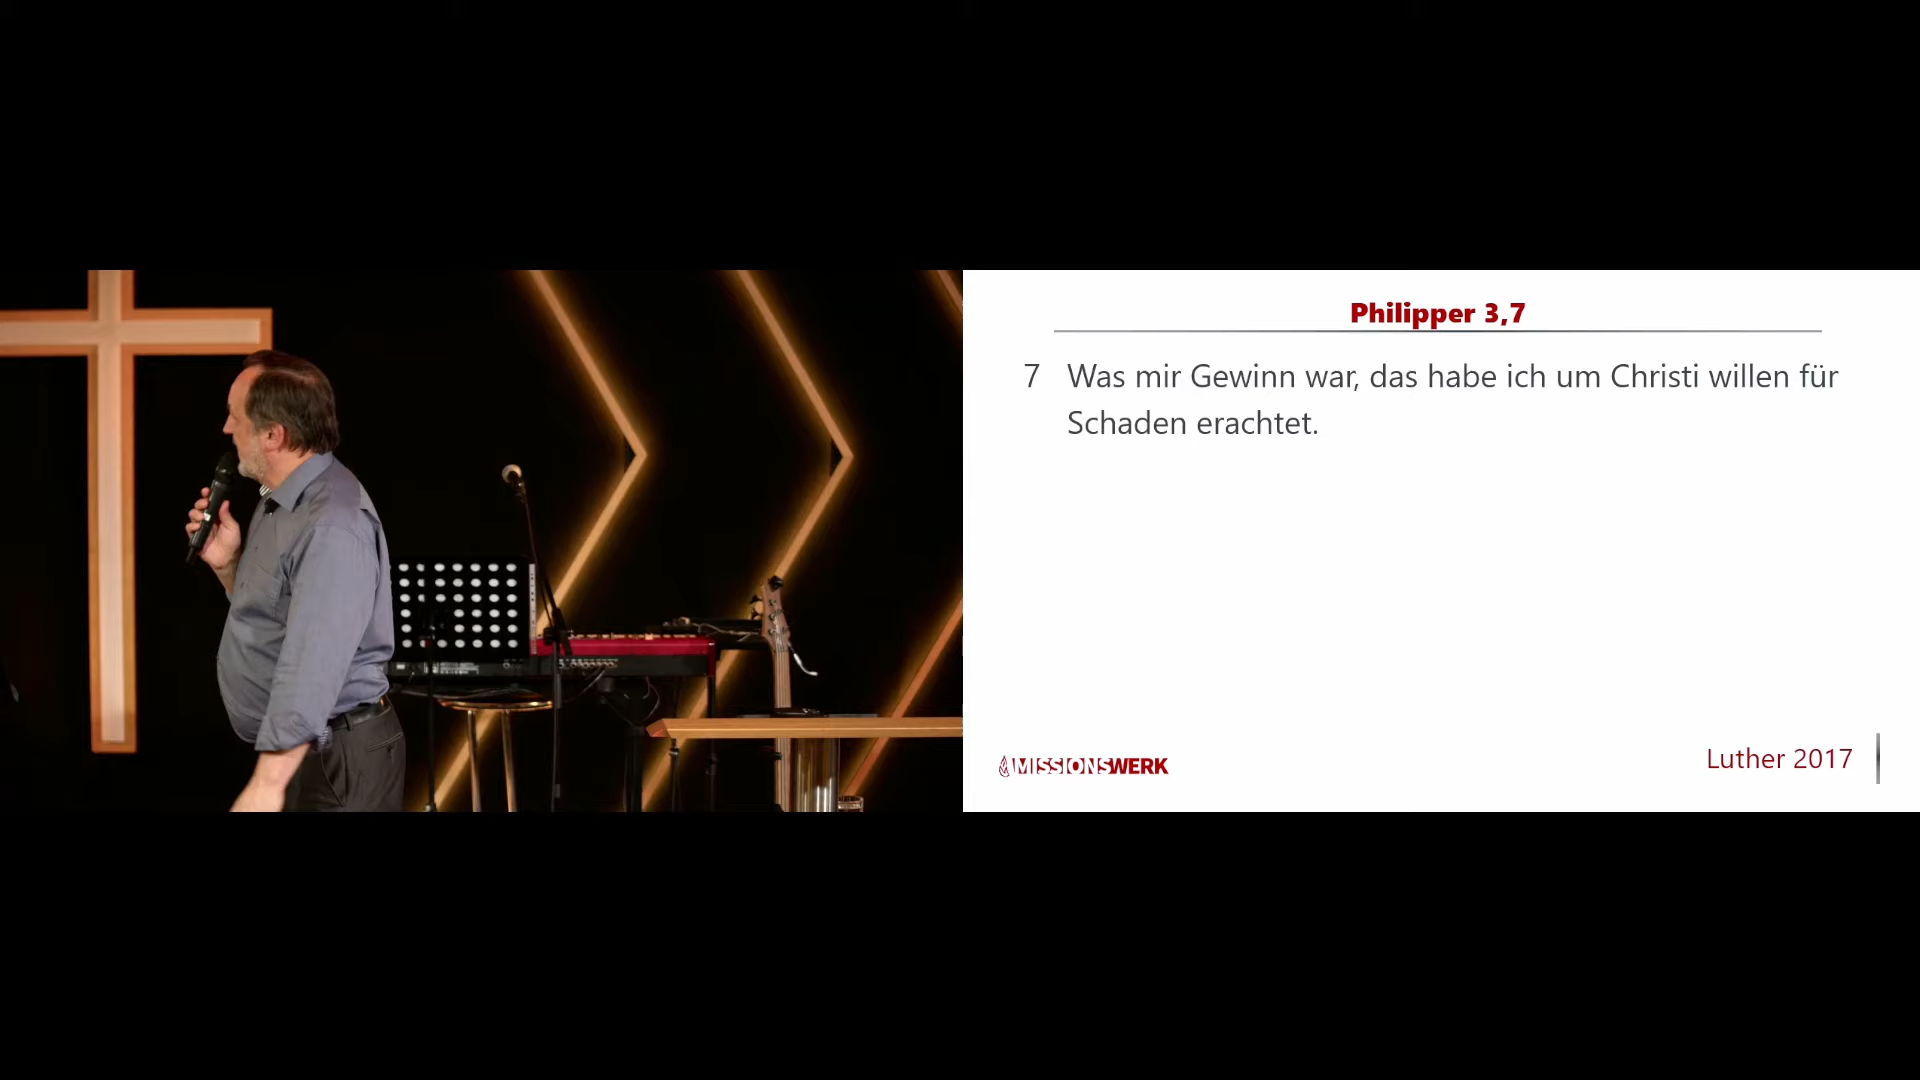 Philipper 3,7
7 Was mir Gewinn war, das habe ich um Christi willen für
Schaden erachtet.
MISSIONSWERK
Luther 2017